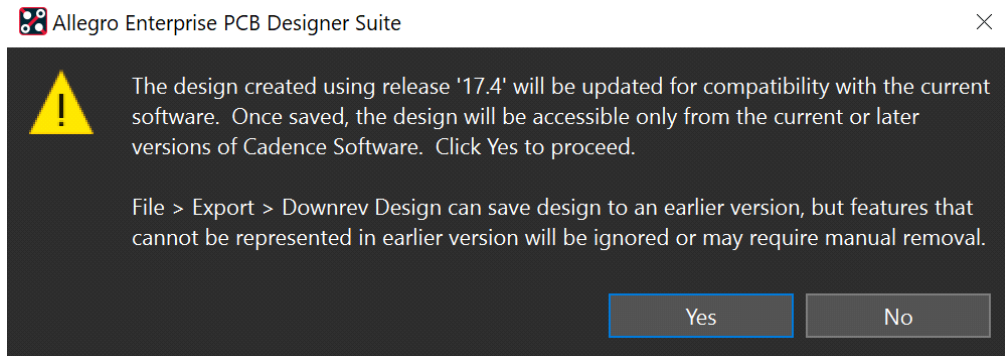 Allegro Enterprise PCB Designer Suite
The design created using release '17.4' will be updated for compatibility with the current
software.  Once saved, the design will be accessible only from the current or later
versions of Cadence Software.  Click Yes to proceed.
File > Export > Downrev Design can save design to an earlier version, but features that
cannot be represented in earlier version will be ignored or may require manual removal.
Yes
No